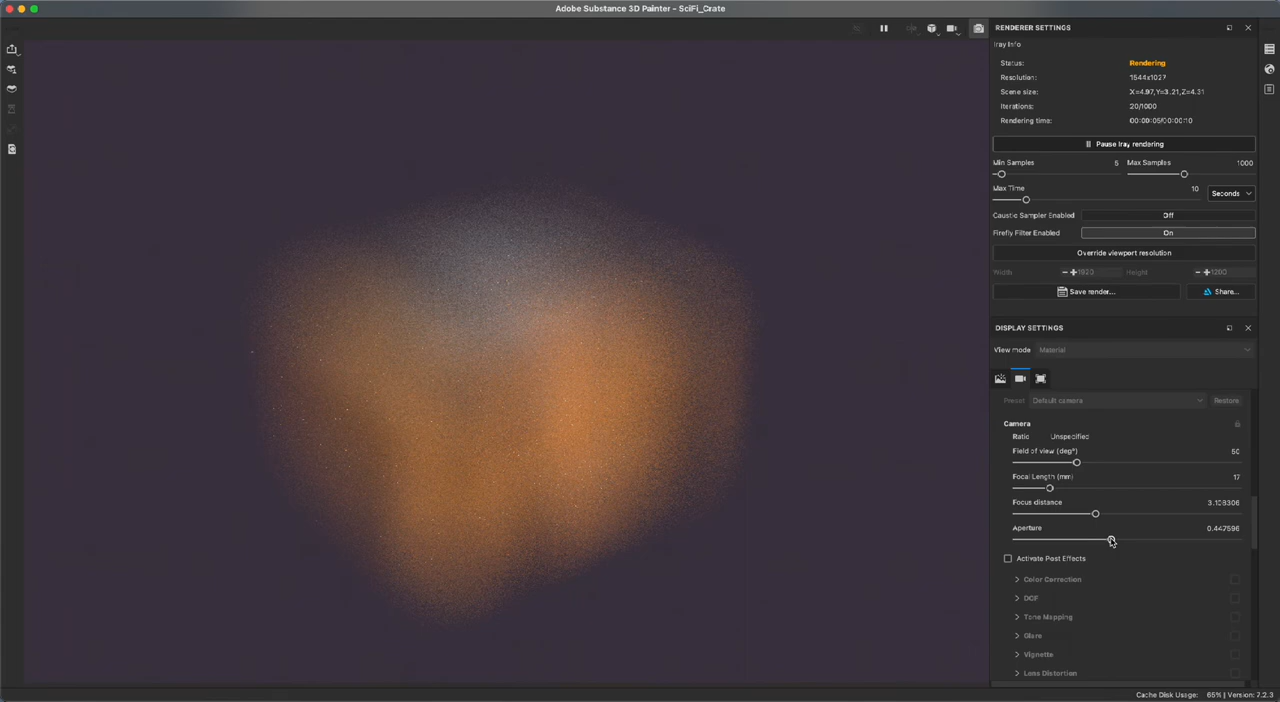 Adobe Substance 3D Painter - SciFi_Crate
RENDERER SETTINGS
Iray Info
Status: Rendering
Resolution: 1544x1027
Scene size: X=4.97,Y=3.21,Z=4.31
Iterations: 20/1000
Rendering time: 00:00:05/00:00:10
Pause Iray rendering
Min Samples 5 Max Samples 1000
Max Time 10 Seconds
Caustic Sampler Enabled Off
Firefly Filter Enabled On
Override viewport resolution
Width 1920 Height 1200
Save render... Share...
DISPLAY SETTINGS
View mode Material
Preset Default camera Restore
Camera
Ratio Unspecified
Field of view (deg°) 50
Focal Length (mm) 17
Focus distance 3.138306
Aperture 0.447596
Activate Post Effects
Color Correction
DOF
Tone Mapping
Glare
Vignette
Lens Distortion
Cache Disk Usage: 65% | Version: 7.2.3